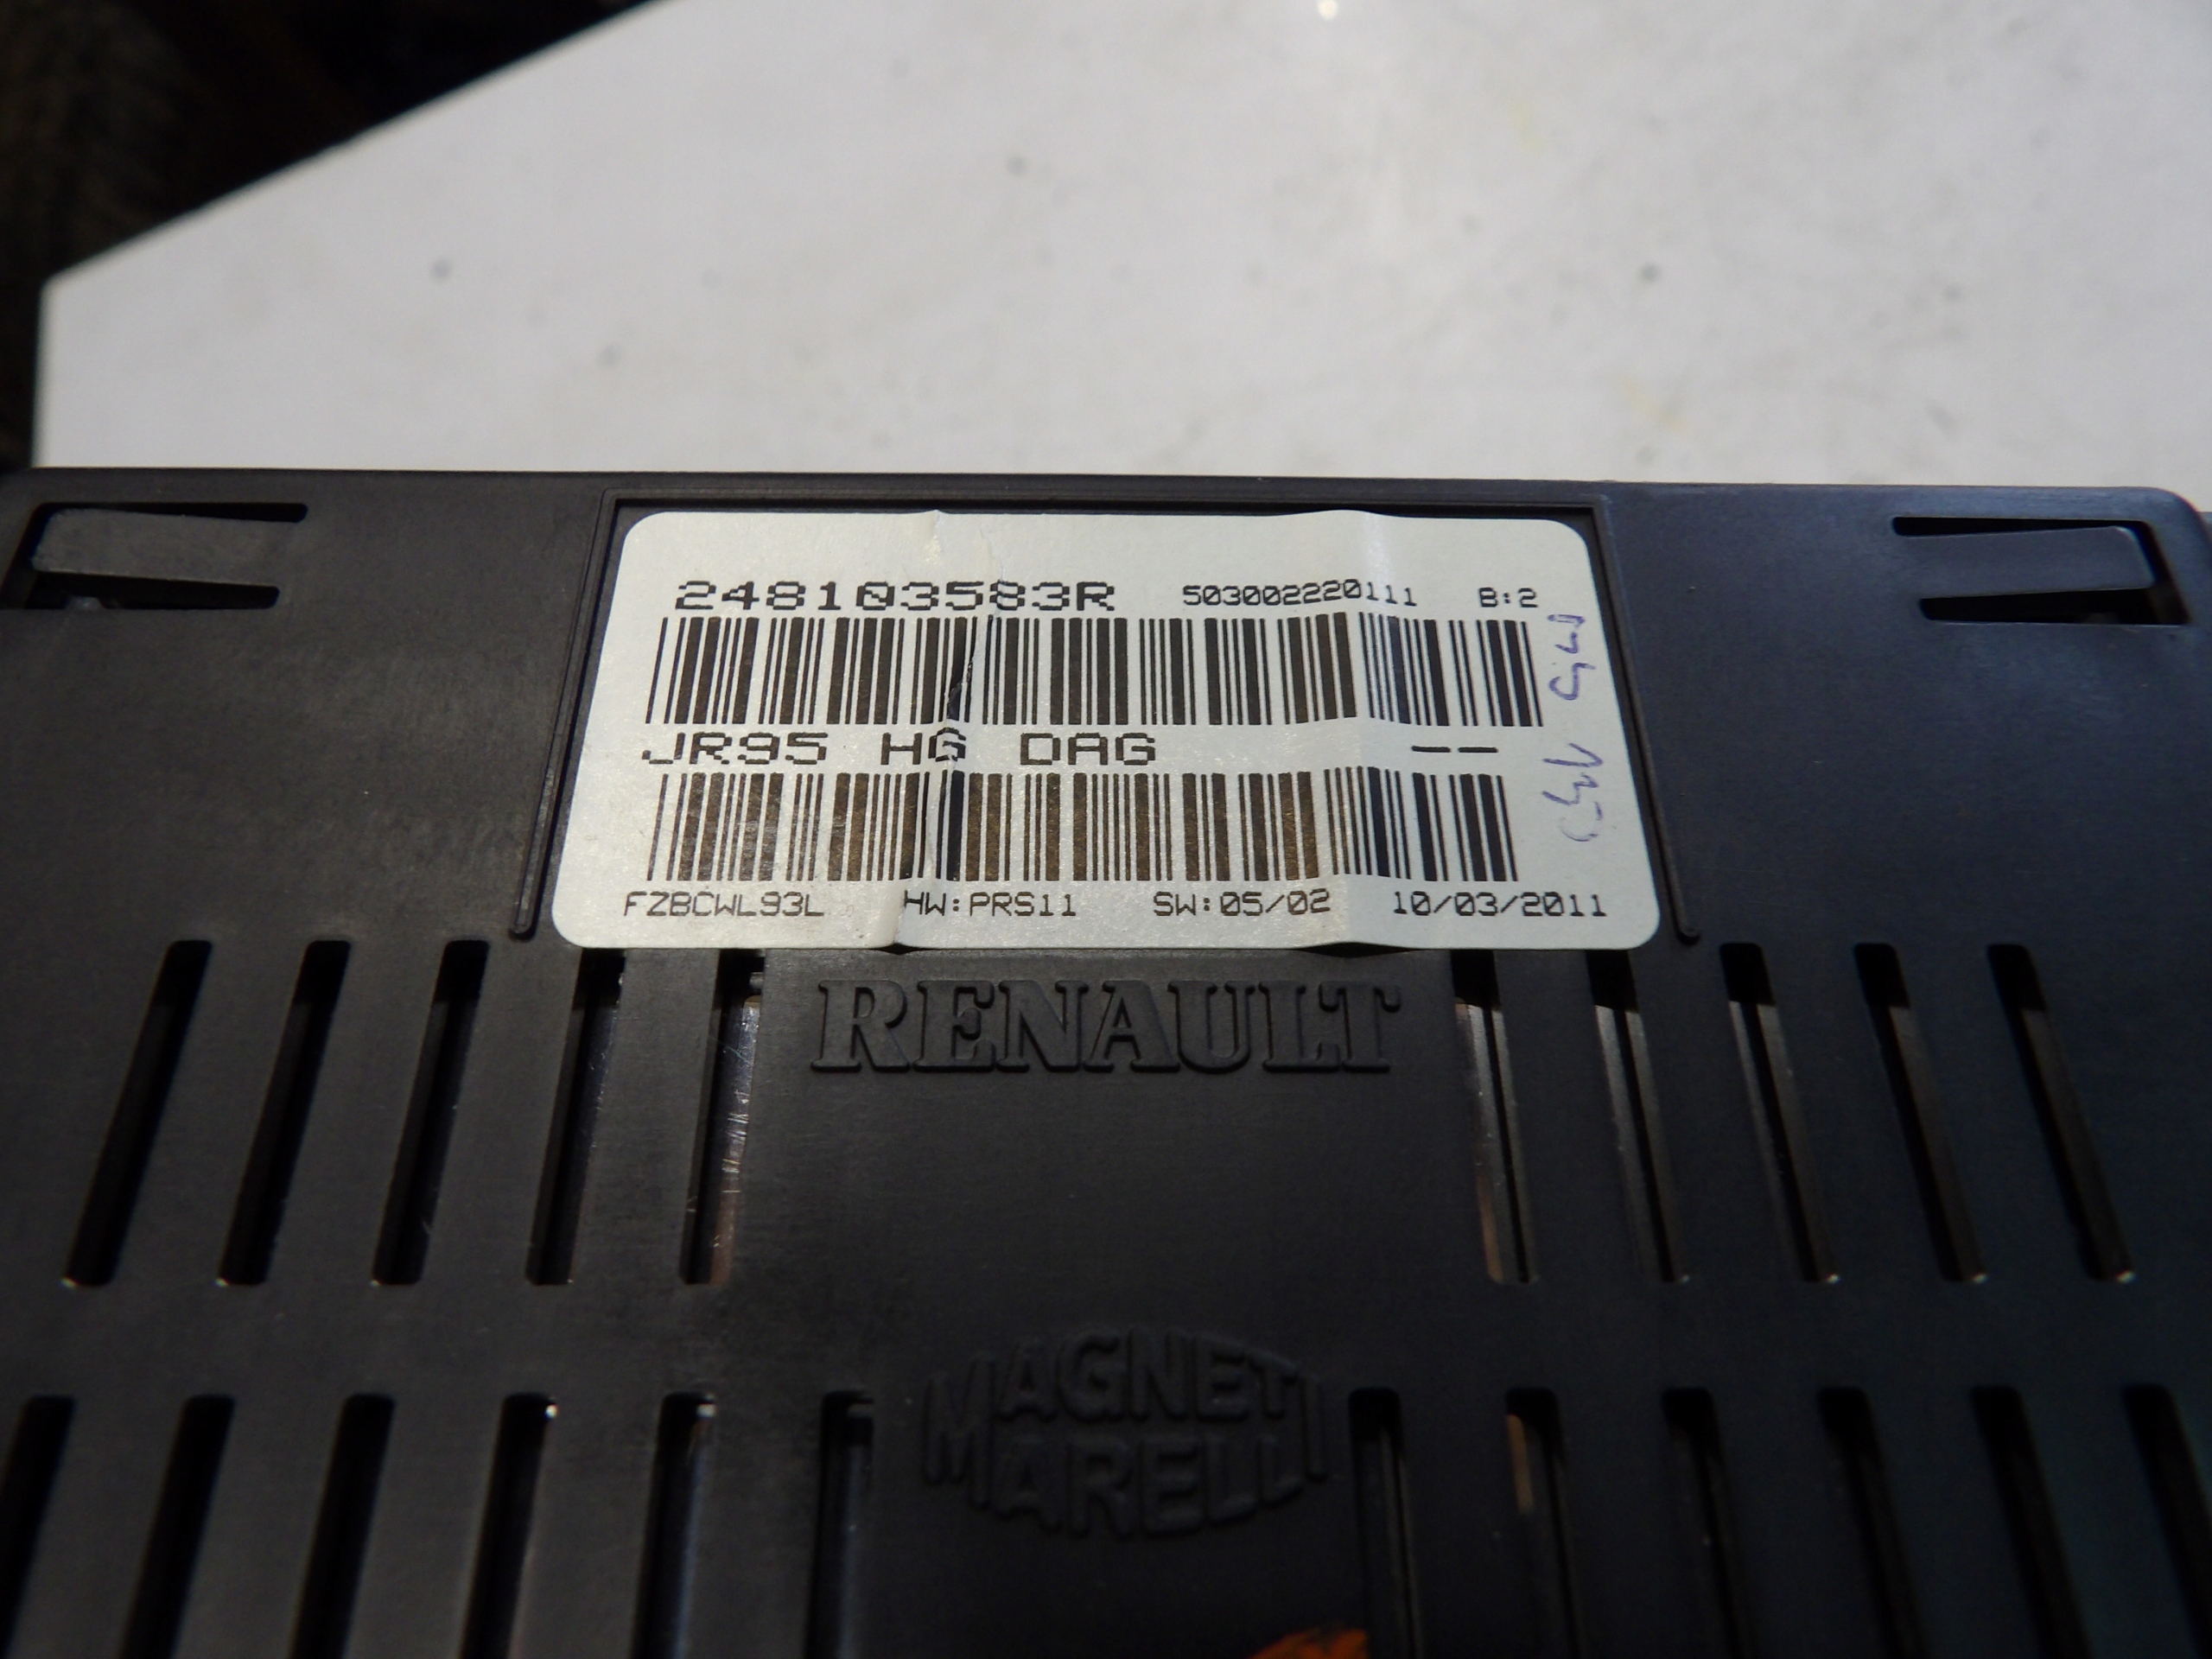 248103583R 503002220111 B:2
JR95 HG DAG --
FZBCWL93L HW:PRS11 SW:05/02 10/03/2011
RENAULT
MAGNETI
MARELLI